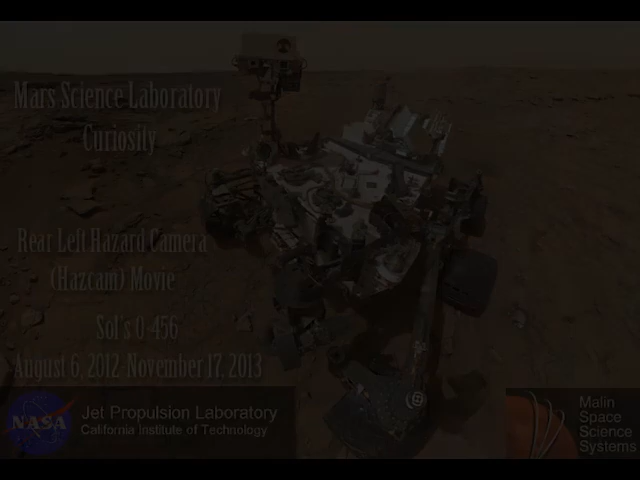 Mars Science Laboratory
Curiosity
Rear Left Hazard Camera
(Hazcam) Movie
Sol's 0-456
August 6, 2012-November 17, 2013
NASA
Jet Propulsion Laboratory
California Institute of Technology
Malin
Space
Science
Systems